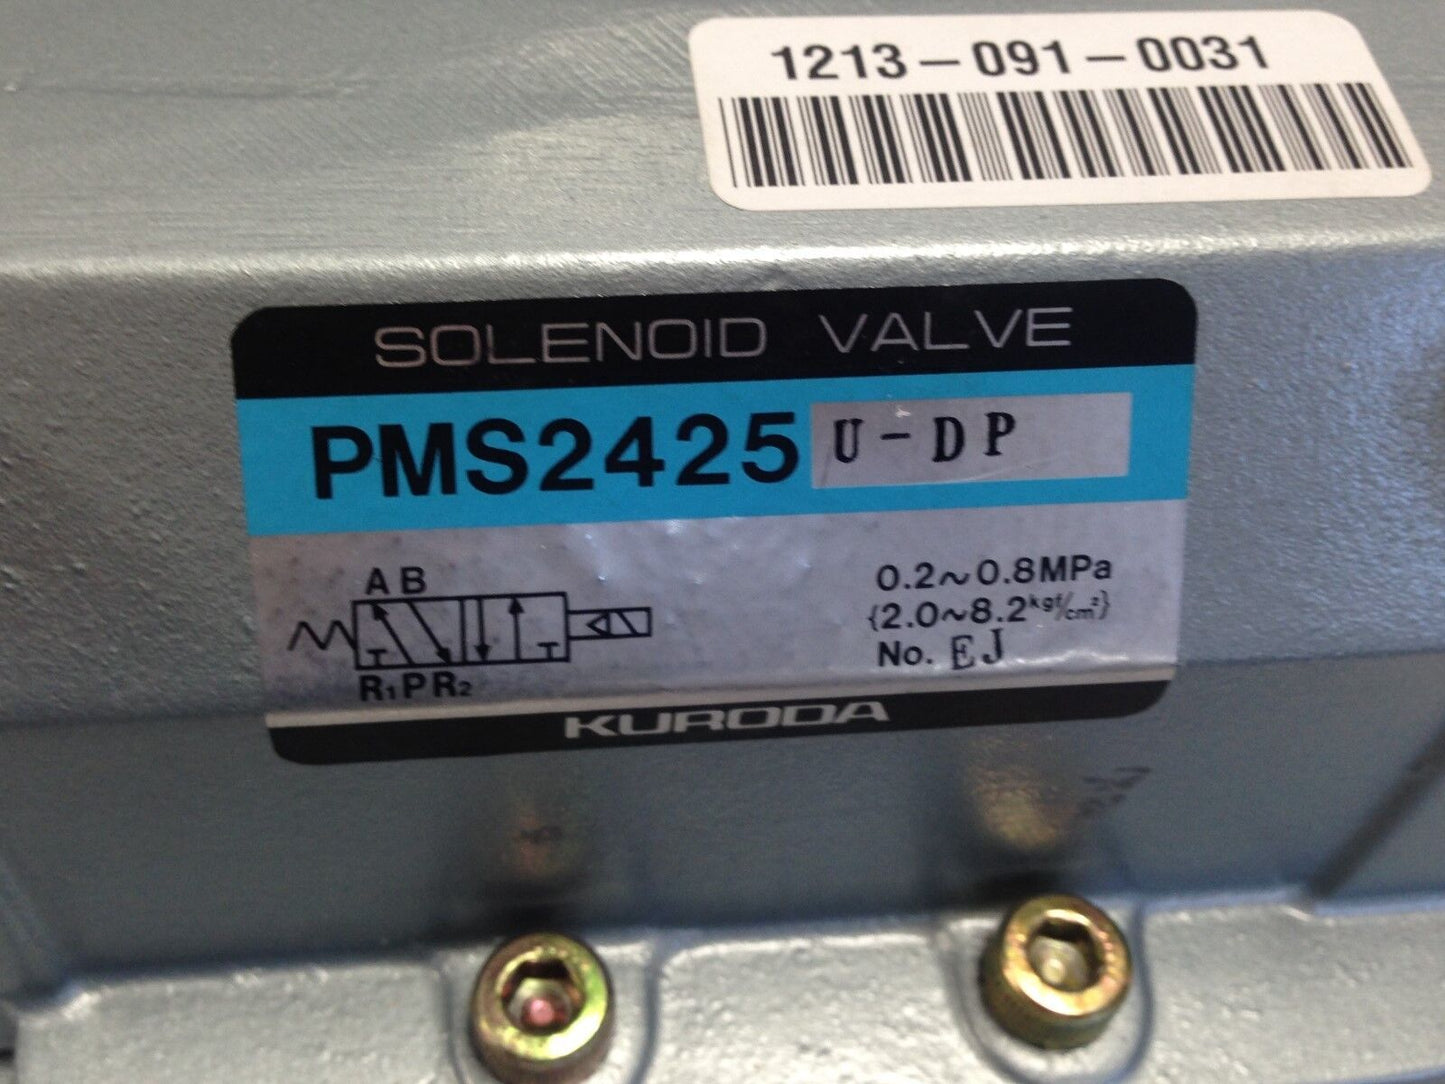 1213-091-0031
SOLENOID VALVE
PMS2425 U-DP
A B
0.2~0.8MPa
{2.0~8.2kgf/cm²}
No. EJ
R₁PR₂
KURODA